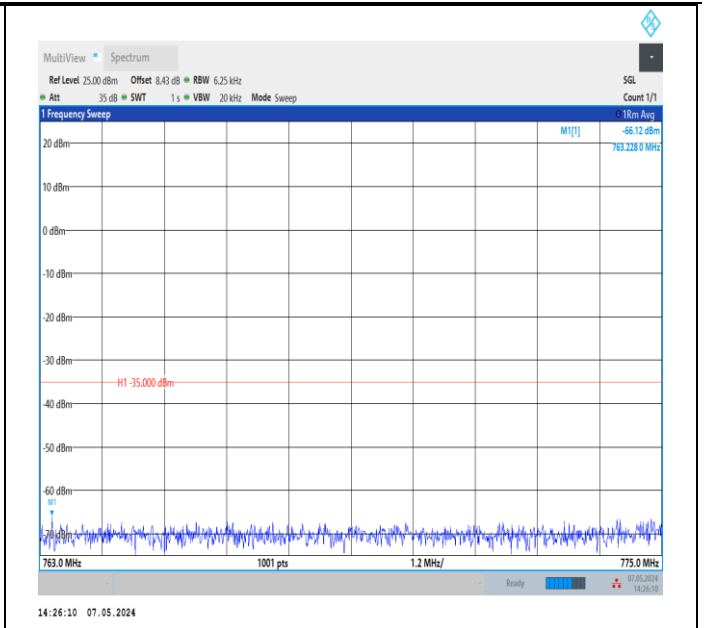 MultiView Spectrum
Ref Level 25.00 dBm Offset 8.43 dB RBW 6.25 kHz SGL
Att 35 dB SWT 1 s VBW 20 kHz Mode Sweep Count 1/1
1 Frequency Sweep 1Rm Avg
M1[1] -66.12 dBm
763.228 0 MHz
20 dBm
10 dBm
0 dBm
-10 dBm
-20 dBm
-30 dBm
H1 -35.000 dBm
-40 dBm
-50 dBm
-60 dBm
M1
-70 dBm
763.0 MHz 1001 pts 1.2 MHz/ 775.0 MHz
Ready 07.05.2024
14:26:10
14:26:10 07.05.2024